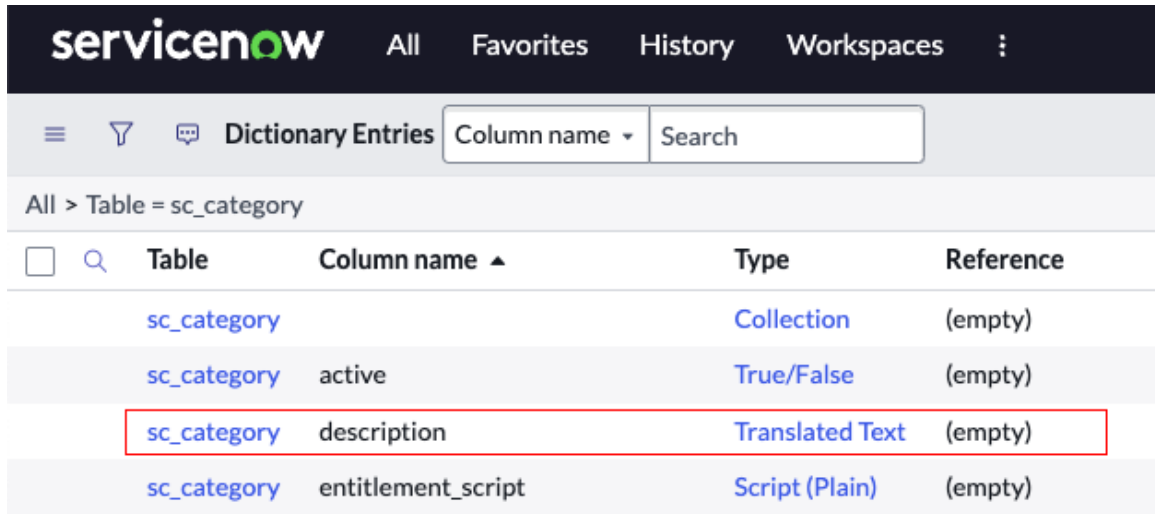 servicenow All Favorites History Workspaces
Dictionary Entries Column name Search
All > Table = sc_category
Table Column name Type Reference
sc_category Collection (empty)
sc_category active True/False (empty)
sc_category description Translated Text (empty)
sc_category entitlement_script Script (Plain) (empty)